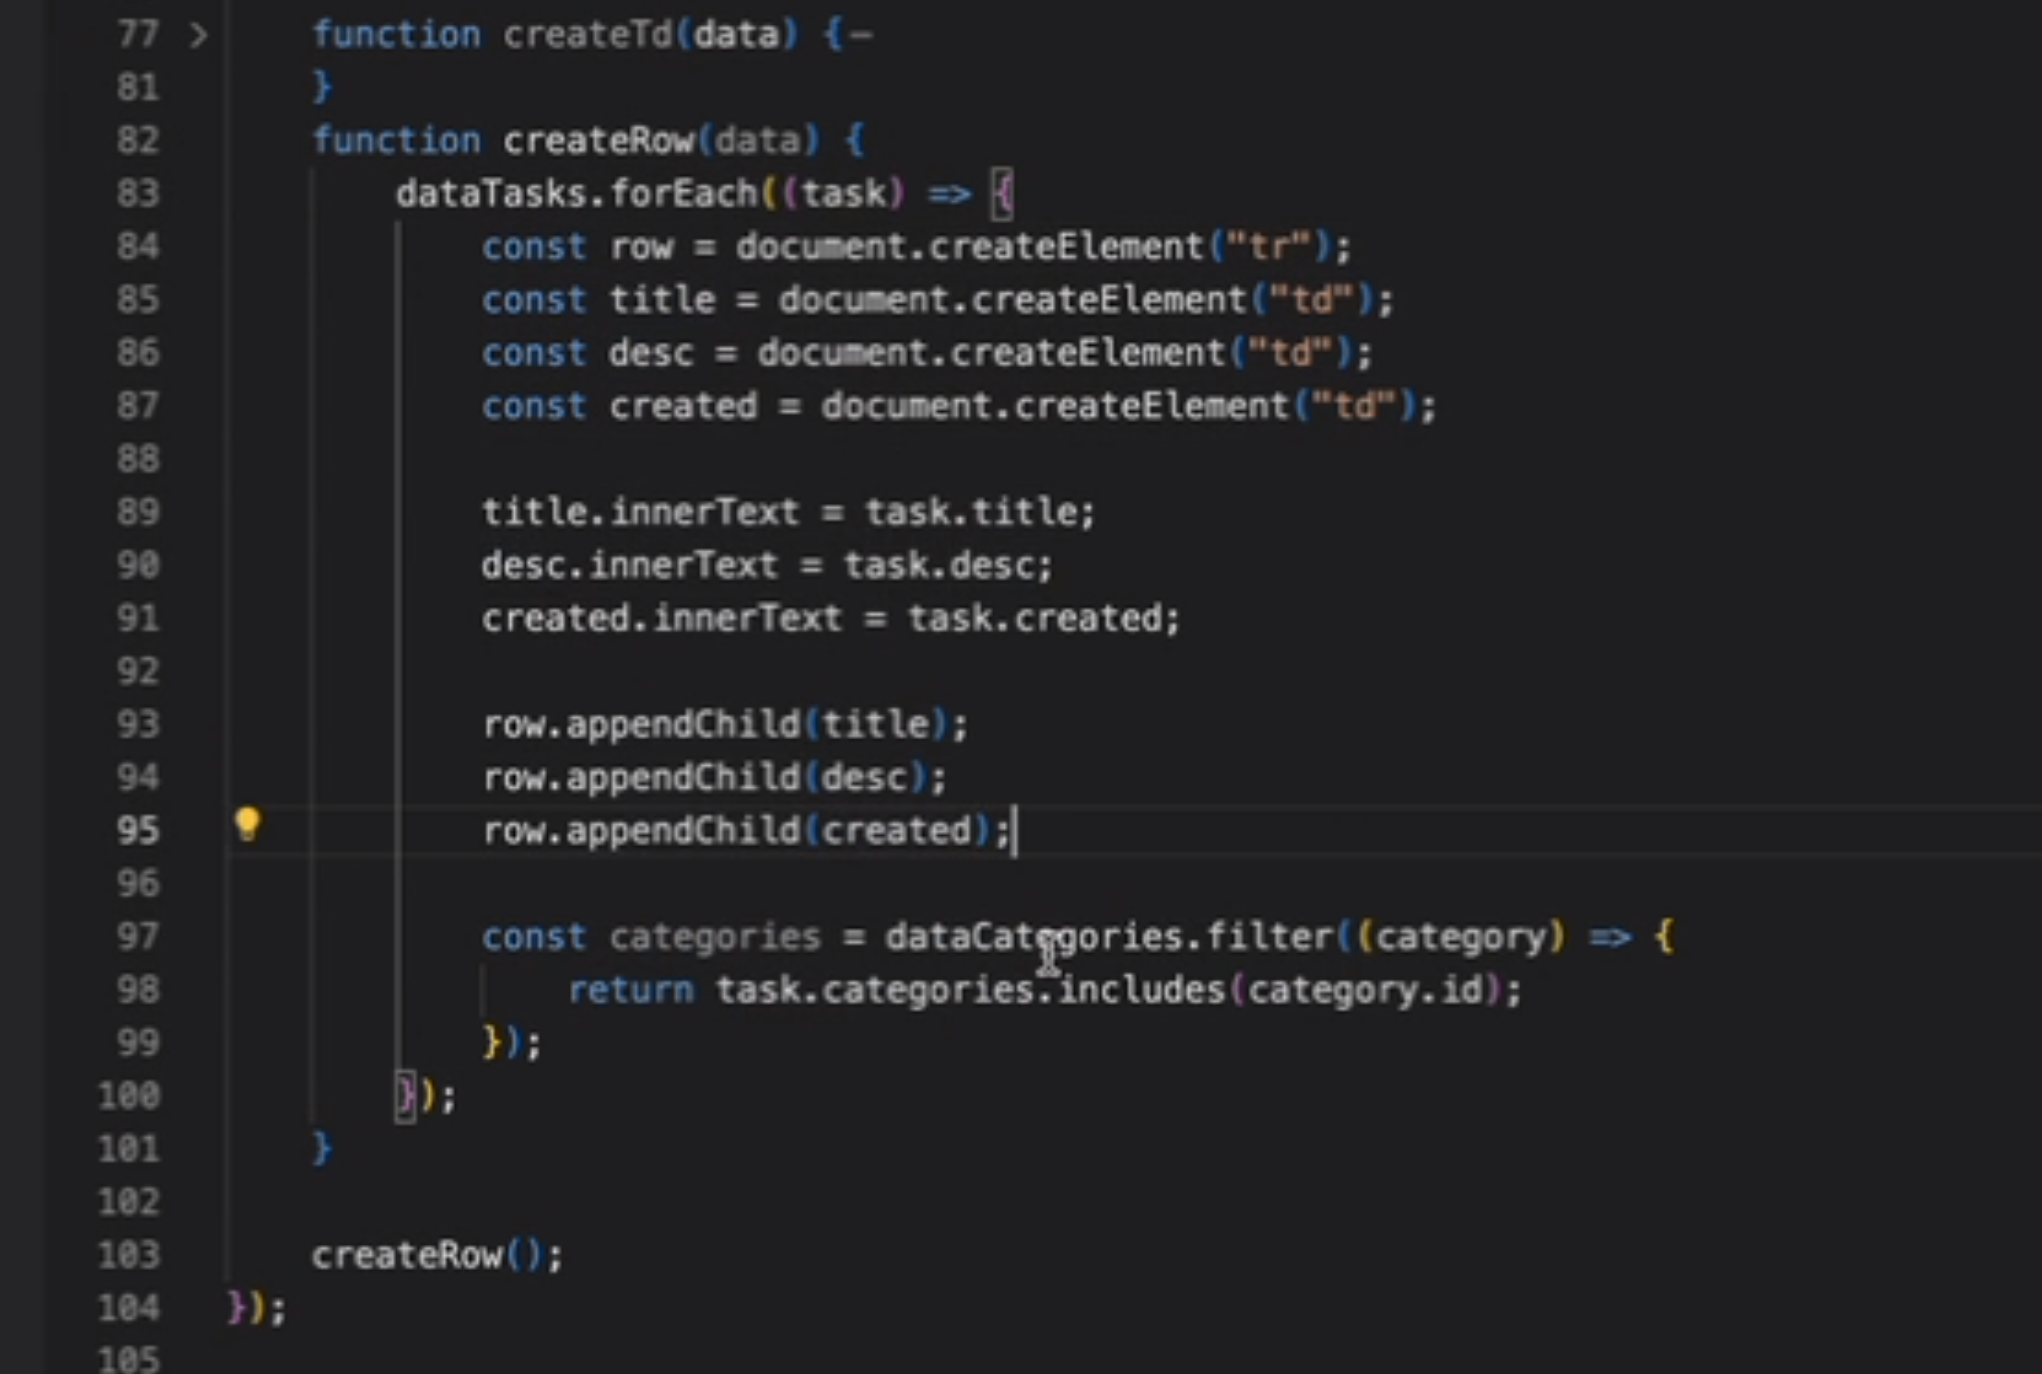 77 > function createTd(data) {–
81 }
82 function createRow(data) {
83 dataTasks.forEach((task) => {
84 const row = document.createElement("tr");
85 const title = document.createElement("td");
86 const desc = document.createElement("td");
87 const created = document.createElement("td");
88
89 title.innerText = task.title;
90 desc.innerText = task.desc;
91 created.innerText = task.created;
92
93 row.appendChild(title);
94 row.appendChild(desc);
95 row.appendChild(created);
96
97 const categories = dataCategories.filter((category) => {
98 return task.categories.includes(category.id);
99 });
100 });
101 }
102
103 createRow();
104 });
105